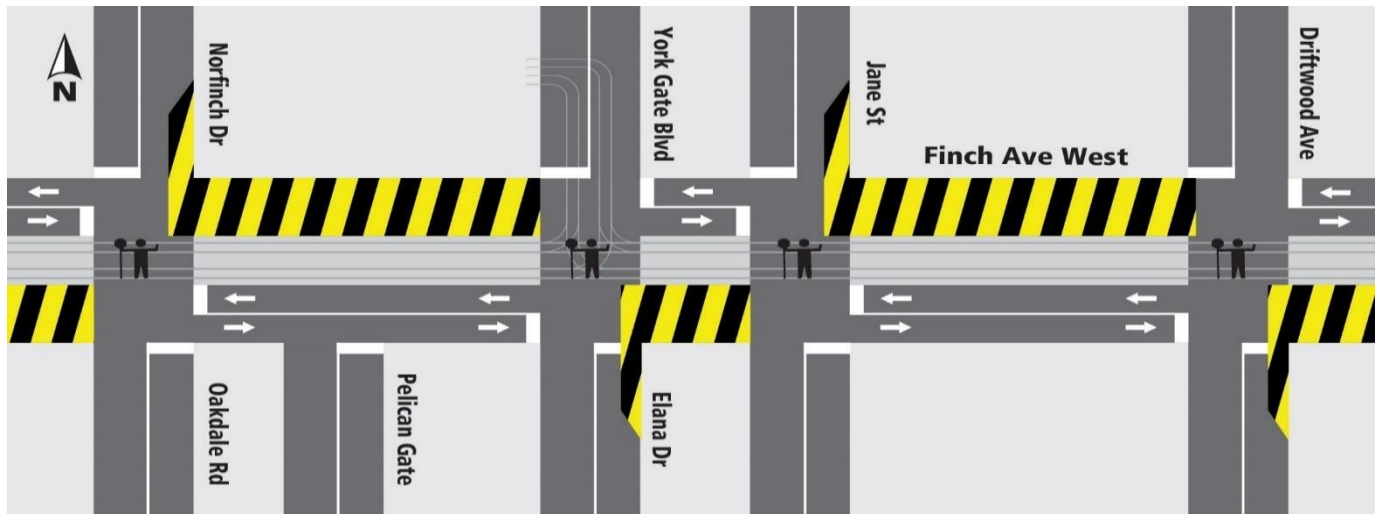 N
Norfinch Dr
York Gate Blvd
Jane St
Driftwood Ave
Finch Ave West
Oakdale Rd
Pelican Gate
Elana Dr